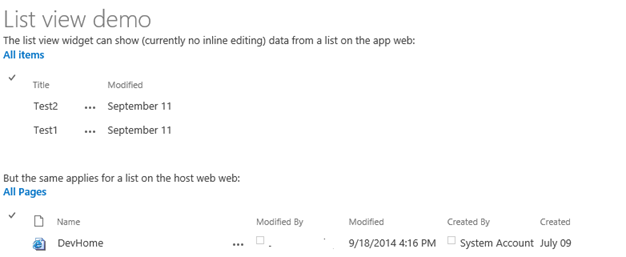 List view demo
The list view widget can show (currently no inline editing) data from a list on the app web:
All items
Title Modified
Test2 ... September 11
Test1 ... September 11
But the same applies for a list on the host web web:
All Pages
Name Modified By Modified Created By Created
DevHome ... 9/18/2014 4:16 PM System Account July 09